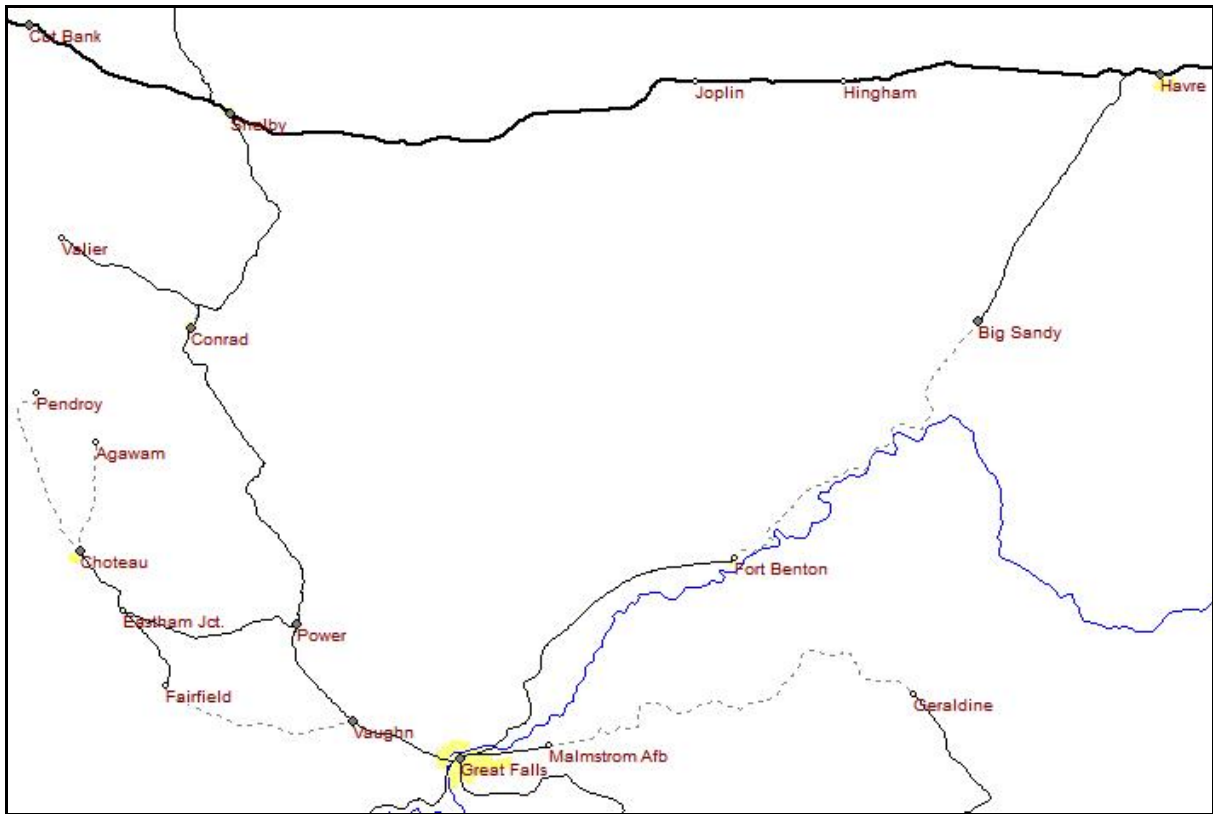 Cut Bank
Shelby
Joplin
Hingham
Havre
Valier
Conrad
Big Sandy
Pendroy
Agawam
Choteau
Fort Benton
Eastham Jct.
Power
Fairfield
Geraldine
Vaughn
Malmstrom Afb
Great Falls